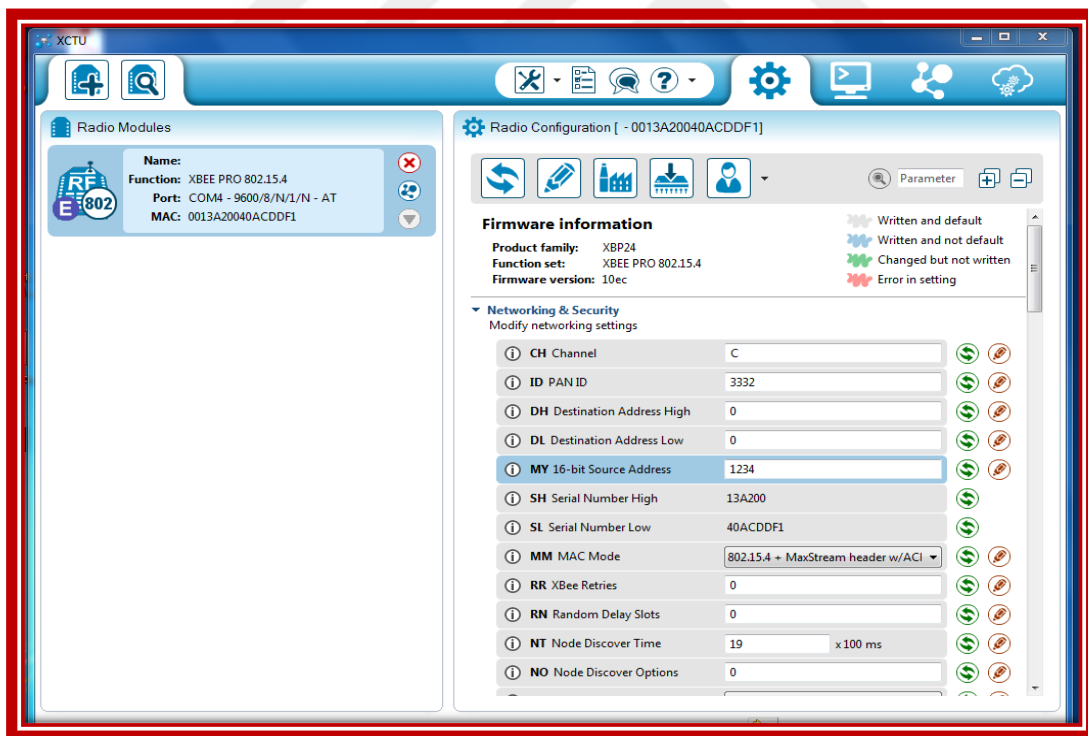 XCTU
Radio Modules
Name:
Function: XBEE PRO 802.15.4
Port: COM4 - 9600/8/N/1/N - AT
MAC: 0013A20040ACDDF1
RF
E 802
Radio Configuration [ - 0013A20040ACDDF1]
Parameter
Firmware information
Product family: XBP24
Function set: XBEE PRO 802.15.4
Firmware version: 10ec
Written and default
Written and not default
Changed but not written
Error in setting
Networking & Security
Modify networking settings
CH Channel C
ID PAN ID 3332
DH Destination Address High 0
DL Destination Address Low 0
MY 16-bit Source Address 1234
SH Serial Number High 13A200
SL Serial Number Low 40ACDDF1
MM MAC Mode 802.15.4 + MaxStream header w/ACI
RR XBee Retries 0
RN Random Delay Slots 0
NT Node Discover Time 19 x 100 ms
NO Node Discover Options 0